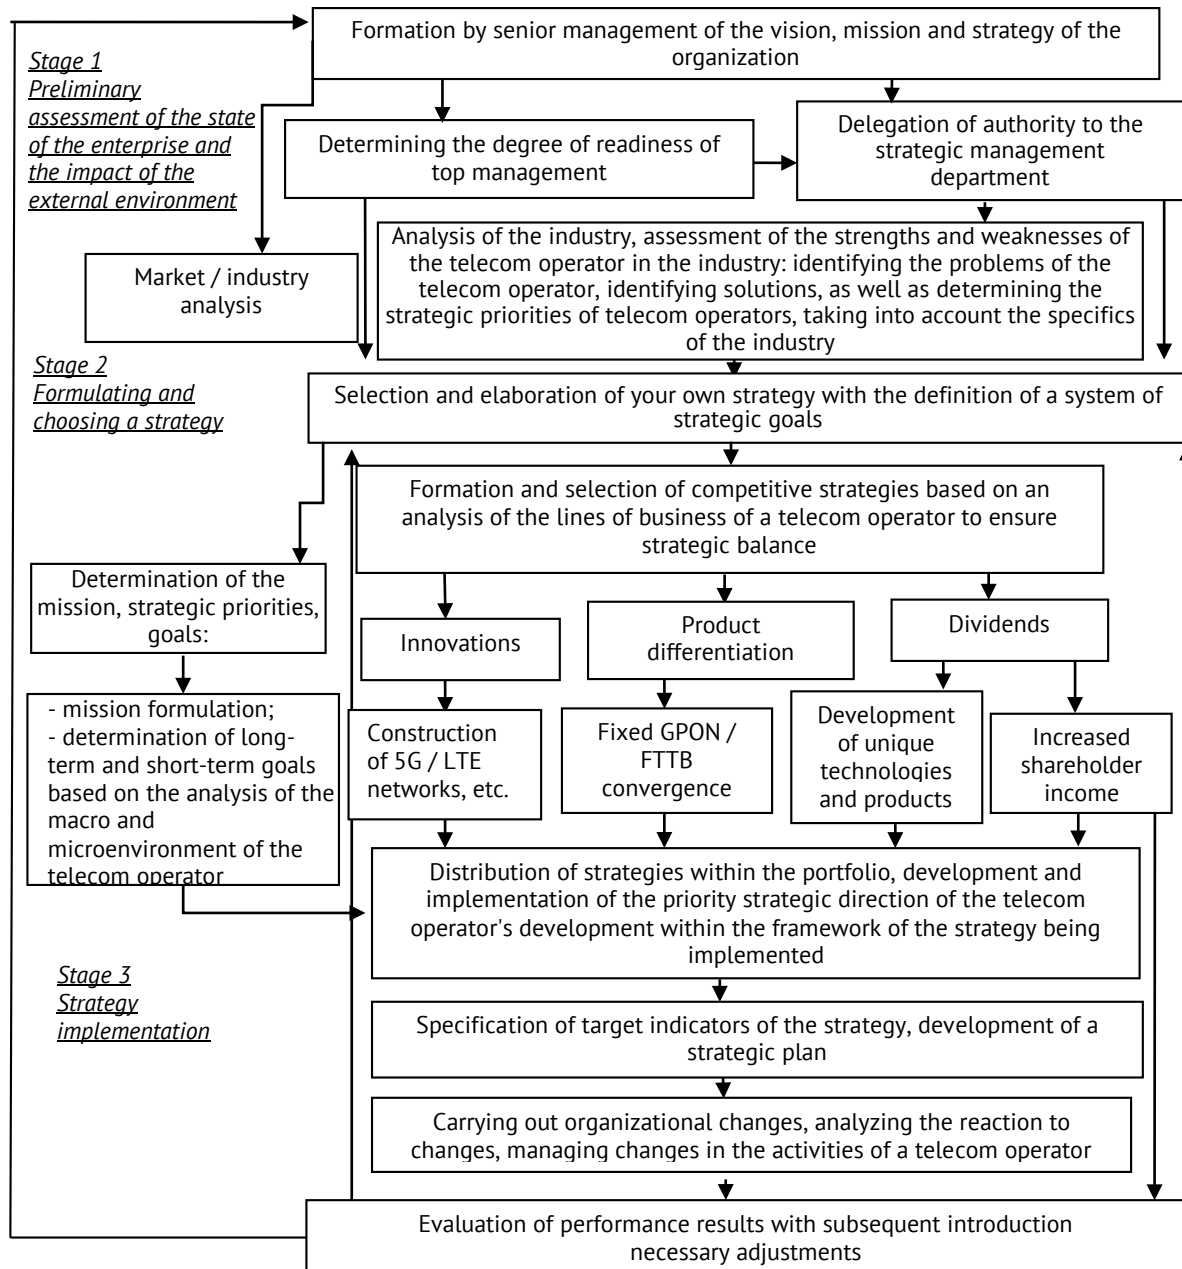 Formation by senior management of the vision, mission and strategy of the
organization
Stage 1
Preliminary
assessment of the state
of the enterprise and
the impact of the
external environment
Determining the degree of readiness of
top management
Delegation of authority to the
strategic management
department
Market / industry
analysis
Analysis of the industry, assessment of the strengths and weaknesses of
the telecom operator in the industry: identifying the problems of the
telecom operator, identifying solutions, as well as determining the
strategic priorities of telecom operators, taking into account the specifics
of the industry
Stage 2
Formulating and
choosing a strategy
Selection and elaboration of your own strategy with the definition of a system of
strategic goals
Formation and selection of competitive strategies based on an
analysis of the lines of business of a telecom operator to ensure
strategic balance
Determination of the
mission, strategic priorities,
goals:
Innovations
Product
differentiation
Dividends
- mission formulation;
- determination of long-
term and short-term goals
based on the analysis of the
macro and
microenvironment of the
telecom operator
Construction
of 5G / LTE
networks, etc.
Fixed GPON /
FTTB
convergence
Development
of unique
technologies
and products
Increased
shareholder
income
Distribution of strategies within the portfolio, development and
implementation of the priority strategic direction of the telecom
operator's development within the framework of the strategy being
implemented
Stage 3
Strategy
implementation
Specification of target indicators of the strategy, development of a
strategic plan
Carrying out organizational changes, analyzing the reaction to
changes, managing changes in the activities of a telecom operator
Evaluation of performance results with subsequent introduction
necessary adjustments